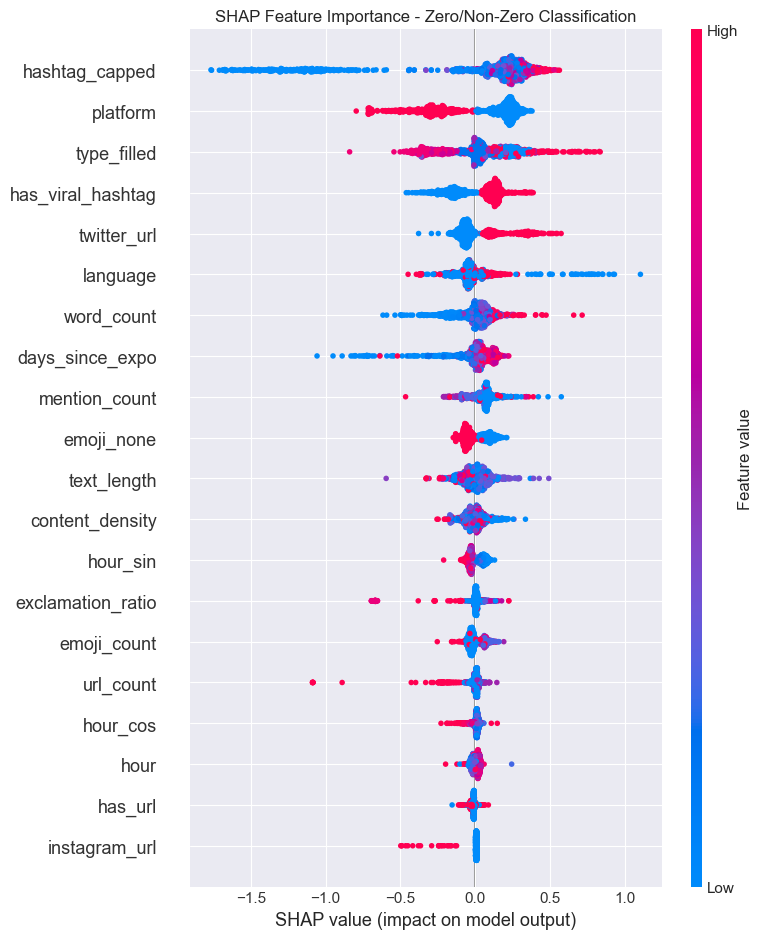 SHAP Feature Importance - Zero/Non-Zero Classification
High
hashtag_capped
platform
type_filled
has_viral_hashtag
twitter_url
language
word_count
days_since_expo
mention_count
emoji_none
text_length
content_density
hour_sin
exclamation_ratio
emoji_count
url_count
hour_cos
hour
has_url
instagram_url
Feature value
Low
−1.5 −1.0 −0.5 0.0 0.5 1.0
SHAP value (impact on model output)